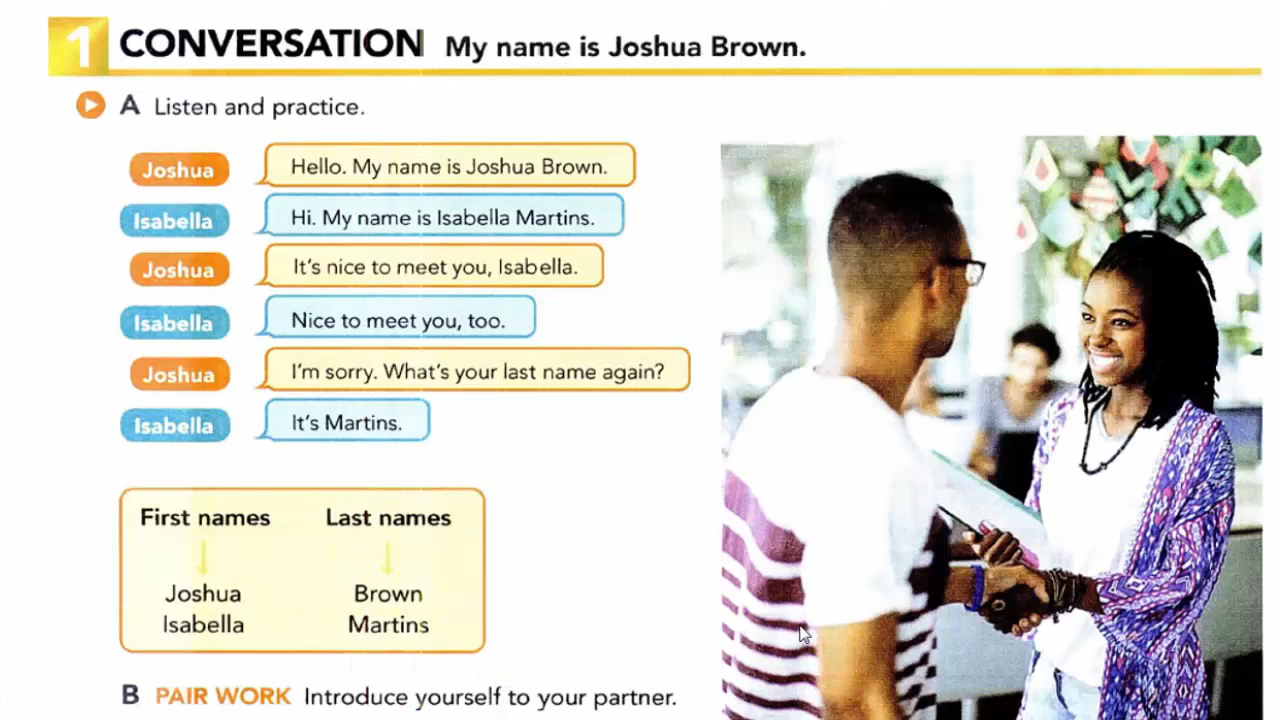 1 CONVERSATION My name is Joshua Brown.
A Listen and practice.
Joshua Hello. My name is Joshua Brown.
Isabella Hi. My name is Isabella Martins.
Joshua It's nice to meet you, Isabella.
Isabella Nice to meet you, too.
Joshua I'm sorry. What's your last name again?
Isabella It's Martins.
First names Last names
Joshua Brown
Isabella Martins
B PAIR WORK Introduce yourself to your partner.